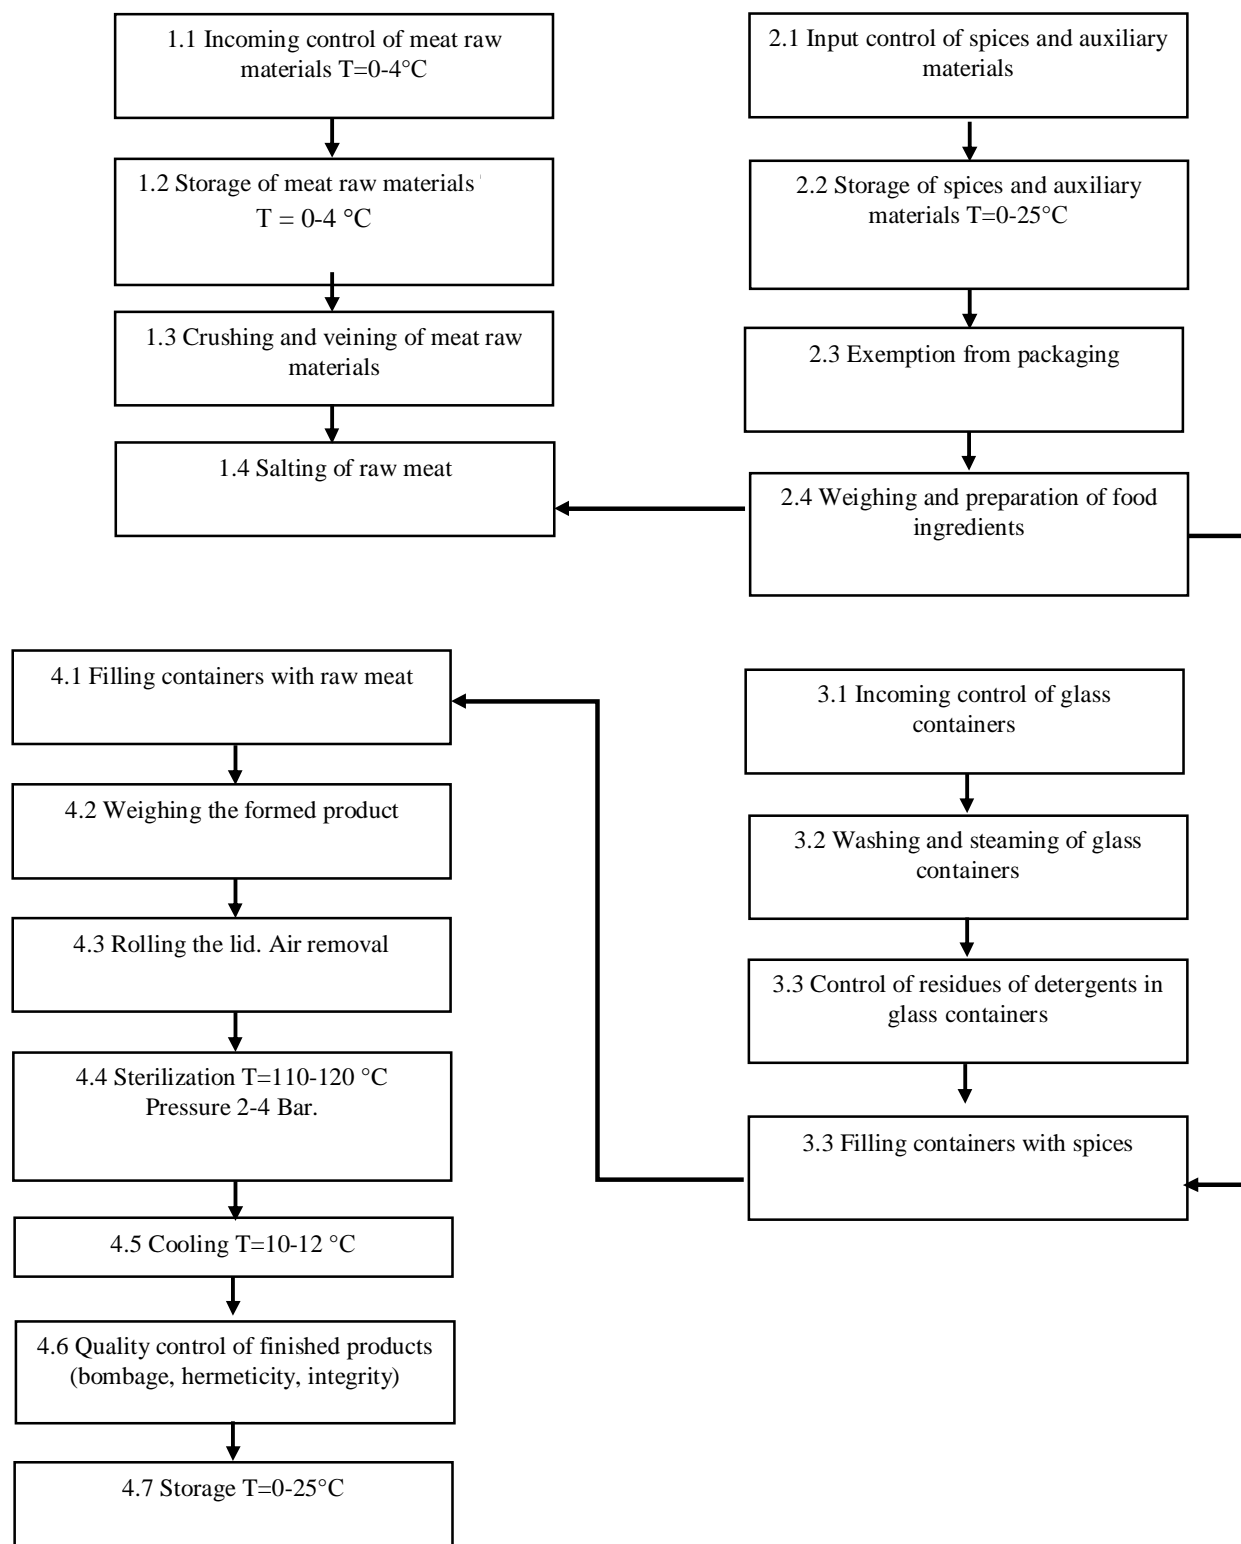 1.1 Incoming control of meat raw
materials T=0-4°C
1.2 Storage of meat raw materials
T = 0-4 °C
1.3 Crushing and veining of meat raw
materials
1.4 Salting of raw meat
2.1 Input control of spices and auxiliary
materials
2.2 Storage of spices and auxiliary
materials T=0-25°C
2.3 Exemption from packaging
2.4 Weighing and preparation of food
ingredients
3.1 Incoming control of glass
containers
3.2 Washing and steaming of glass
containers
3.3 Control of residues of detergents in
glass containers
3.3 Filling containers with spices
4.1 Filling containers with raw meat
4.2 Weighing the formed product
4.3 Rolling the lid. Air removal
4.4 Sterilization T=110-120 °C
Pressure 2-4 Bar.
4.5 Cooling T=10-12 °C
4.6 Quality control of finished products
(bombage, hermeticity, integrity)
4.7 Storage T=0-25°C